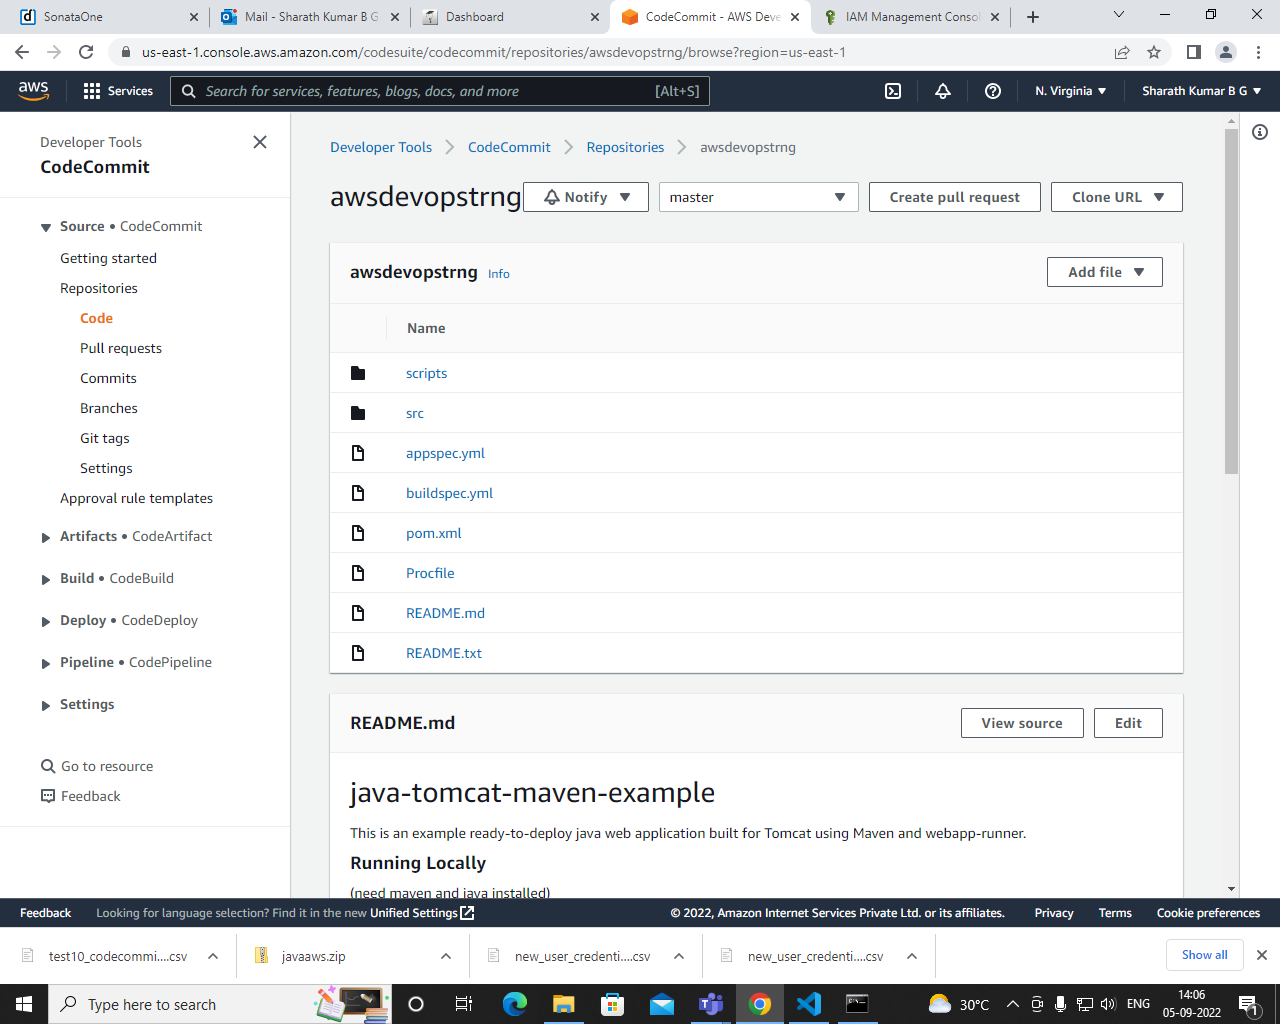 SonataOne
Mail - Sharath Kumar B G
Dashboard
CodeCommit - AWS Deve
IAM Management Conso
us-east-1.console.aws.amazon.com/codesuite/codecommit/repositories/awsdevopstrng/browse?region=us-east-1
aws
Services
Search for services, features, blogs, docs, and more
[Alt+S]
N. Virginia
Sharath Kumar B G
Developer Tools
CodeCommit
Source • CodeCommit
Getting started
Repositories
Code
Pull requests
Commits
Branches
Git tags
Settings
Approval rule templates
Artifacts • CodeArtifact
Build • CodeBuild
Deploy • CodeDeploy
Pipeline • CodePipeline
Settings
Go to resource
Feedback
Developer Tools
CodeCommit
Repositories
awsdevopstrng
awsdevopstrng
Notify
master
Create pull request
Clone URL
awsdevopstrng Info
Add file
Name
scripts
src
appspec.yml
buildspec.yml
pom.xml
Procfile
README.md
README.txt
README.md
View source
Edit
java-tomcat-maven-example
This is an example ready-to-deploy java web application built for Tomcat using Maven and webapp-runner.
Running Locally
(need maven and java installed)
Feedback
Looking for language selection? Find it in the new Unified Settings
© 2022, Amazon Internet Services Private Ltd. or its affiliates.
Privacy
Terms
Cookie preferences
test10_codecommi....csv
javaaws.zip
new_user_credenti....csv
new_user_credenti....csv
Show all
Type here to search
30°C
ENG
14:06
05-09-2022
1